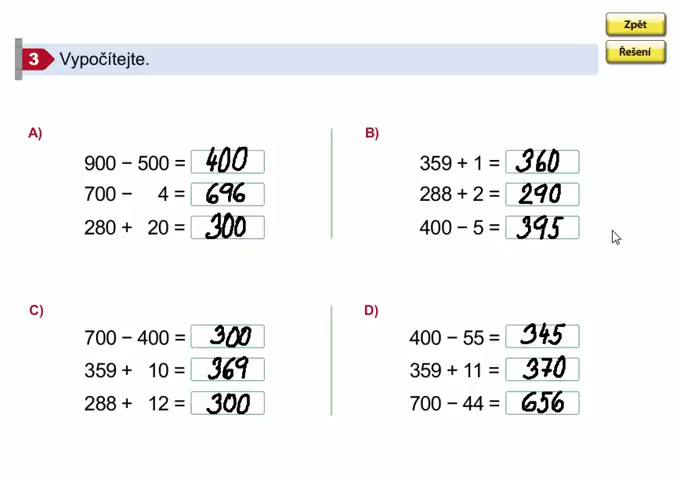 Zpět
Řešení
3 Vypočítejte.
A)
900 − 500 = 400
700 − 4 = 696
280 + 20 = 300
B)
359 + 1 = 360
288 + 2 = 290
400 − 5 = 395
C)
700 − 400 = 300
359 + 10 = 369
288 + 12 = 300
D)
400 − 55 = 345
359 + 11 = 370
700 − 44 = 656